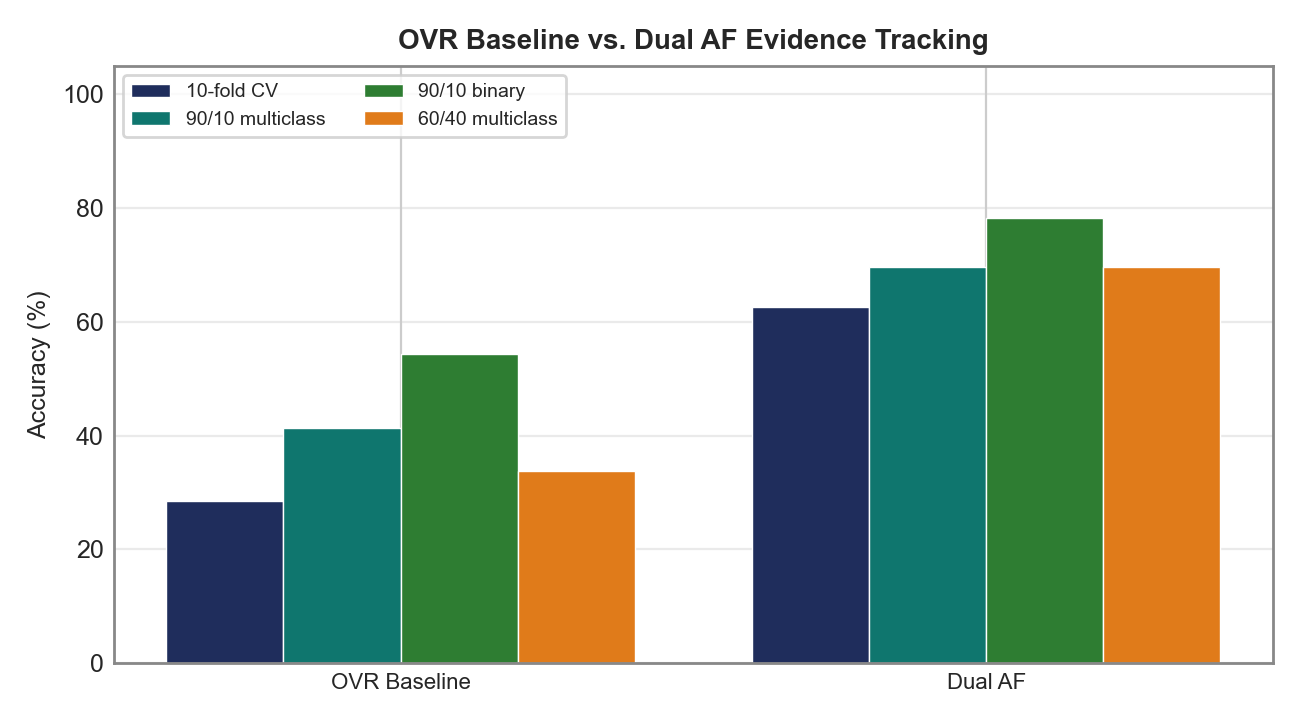 OVR Baseline vs. Dual AF Evidence Tracking
10-fold CV
90/10 multiclass
90/10 binary
60/40 multiclass
Accuracy (%)
100
80
60
40
20
0
OVR Baseline
Dual AF